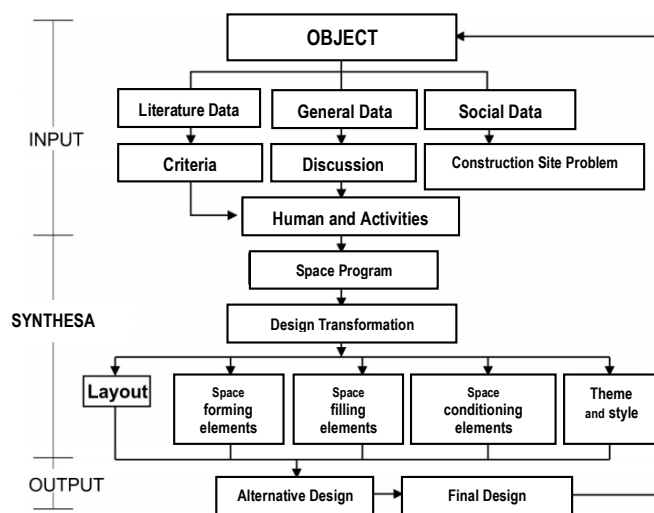 OBJECT
Literature Data
General Data
Social Data
INPUT
Criteria
Discussion
Construction Site Problem
Human and Activities
Space Program
SYNTHESA
Design Transformation
Layout
Space
forming
elements
Space
filling
elements
Space
conditioning
elements
Theme
and style
OUTPUT
Alternative Design
Final Design